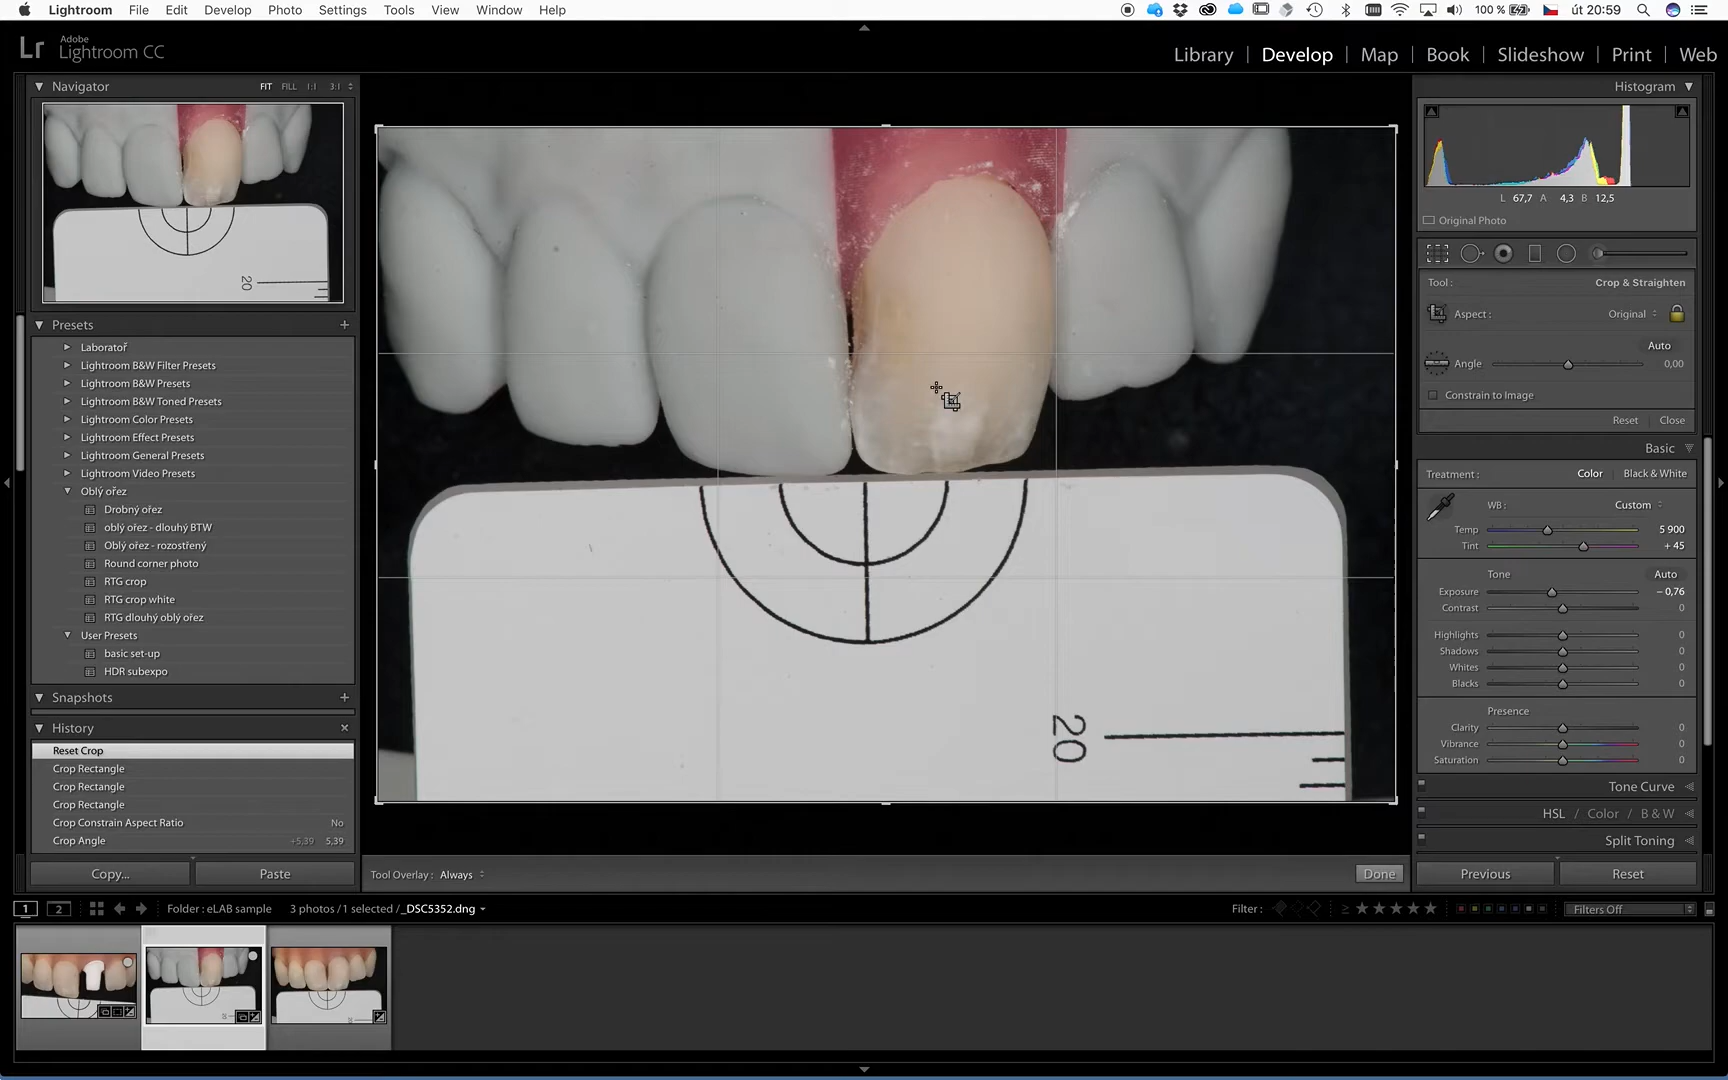 Lightroom File Edit Develop Photo Settings Tools View Window Help
100 % út 20:59
Lr Adobe
Lightroom CC
Library | Develop | Map | Book | Slideshow | Print | Web
Navigator FIT FILL 1:1 3:1
Presets
Laboratoř
Lightroom B&W Filter Presets
Lightroom B&W Presets
Lightroom B&W Toned Presets
Lightroom Color Presets
Lightroom Effect Presets
Lightroom General Presets
Lightroom Video Presets
Oblý ořez
Drobný ořez
oblý ořez - dlouhý BTW
Oblý ořez - rozostřený
Round corner photo
RTG crop
RTG crop white
RTG dlouhý oblý ořez
User Presets
basic set-up
HDR subexpo
Snapshots
History
Reset Crop
Crop Rectangle
Crop Rectangle
Crop Rectangle
Crop Constrain Aspect Ratio No
Crop Angle +5,39 5,39
Copy... Paste
20
20
Tool Overlay : Always
Done
Histogram
L 67,7 A 4,3 B 12,5
Original Photo
Tool : Crop & Straighten
Aspect : Original
Auto
Angle 0,00
Constrain to Image
Reset Close
Basic
Treatment : Color Black & White
WB : Custom
Temp 5 900
Tint + 45
Tone Auto
Exposure − 0,76
Contrast 0
Highlights 0
Shadows 0
Whites 0
Blacks 0
Presence
Clarity 0
Vibrance 0
Saturation 0
Tone Curve
HSL / Color / B & W
Split Toning
Previous Reset
1 2 Folder : eLAB sample 3 photos / 1 selected / _DSC5352.dng
Filter : ≥ ★★★★★ Filters Off